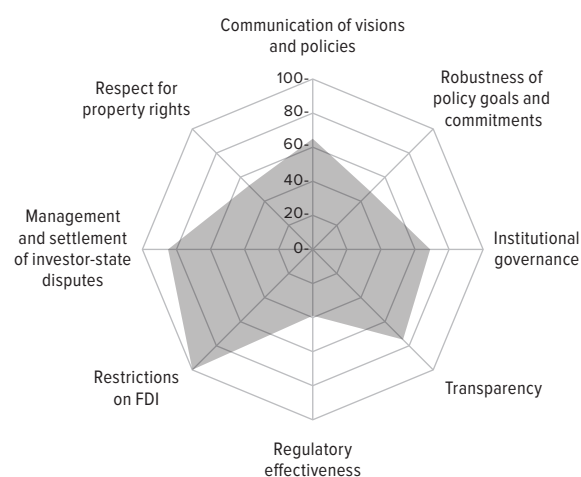 Communication of visions
and policies
Robustness of
policy goals and
commitments
Institutional
governance
Transparency
Regulatory
effectiveness
Restrictions
on FDI
Management
and settlement
of investor-state
disputes
Respect for
property rights
100-
80-
60-
40-
20-
0-